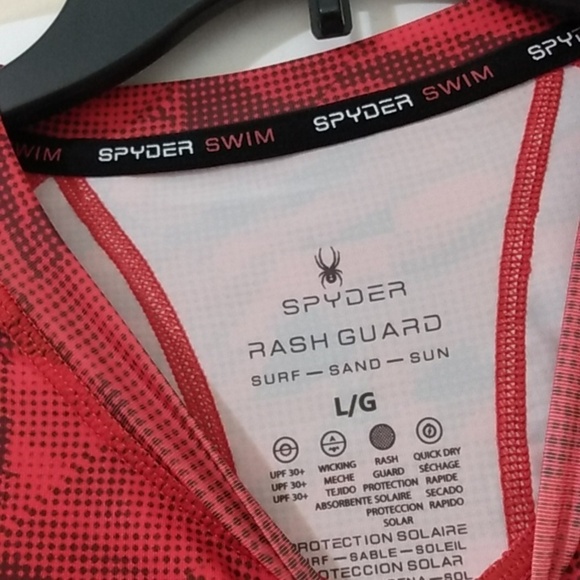 SPYDER SWIM SPYDER SWIM
SPYDER
RASH GUARD
SURF — SAND — SUN
L/G
UPF 30+
UPF 30+
UPF 30+
WICKING
MECHE
TEJIDO
ABSORBENTE
RASH
GUARD
PROTECTION
SOLAIRE
PROTECCION
SOLAR
QUICK DRY
SÉCHAGE
RAPIDE
SECADO
RAPIDO
PROTECTION SOLAIRE
SURF — SABLE — SOLEIL
PROTECCION SOLAR